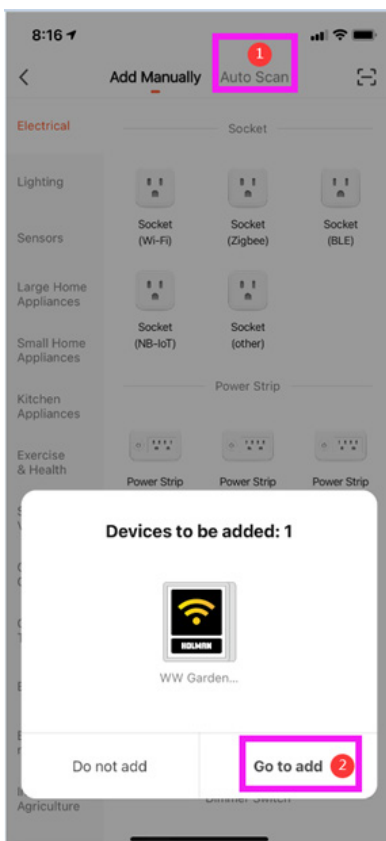 8:16
1
Add Manually Auto Scan
Electrical
Socket
Lighting
Socket
(Wi-Fi)
Socket
(Zigbee)
Socket
(BLE)
Sensors
Large Home
Appliances
Socket
(NB-IoT)
Socket
(other)
Small Home
Appliances
Power Strip
Kitchen
Appliances
Exercise
& Health
Power Strip
Power Strip
Power Strip
Devices to be added: 1
HOLMAN
WW Garden...
Do not add
Go to add 2
Agriculture
Dimmer Switch